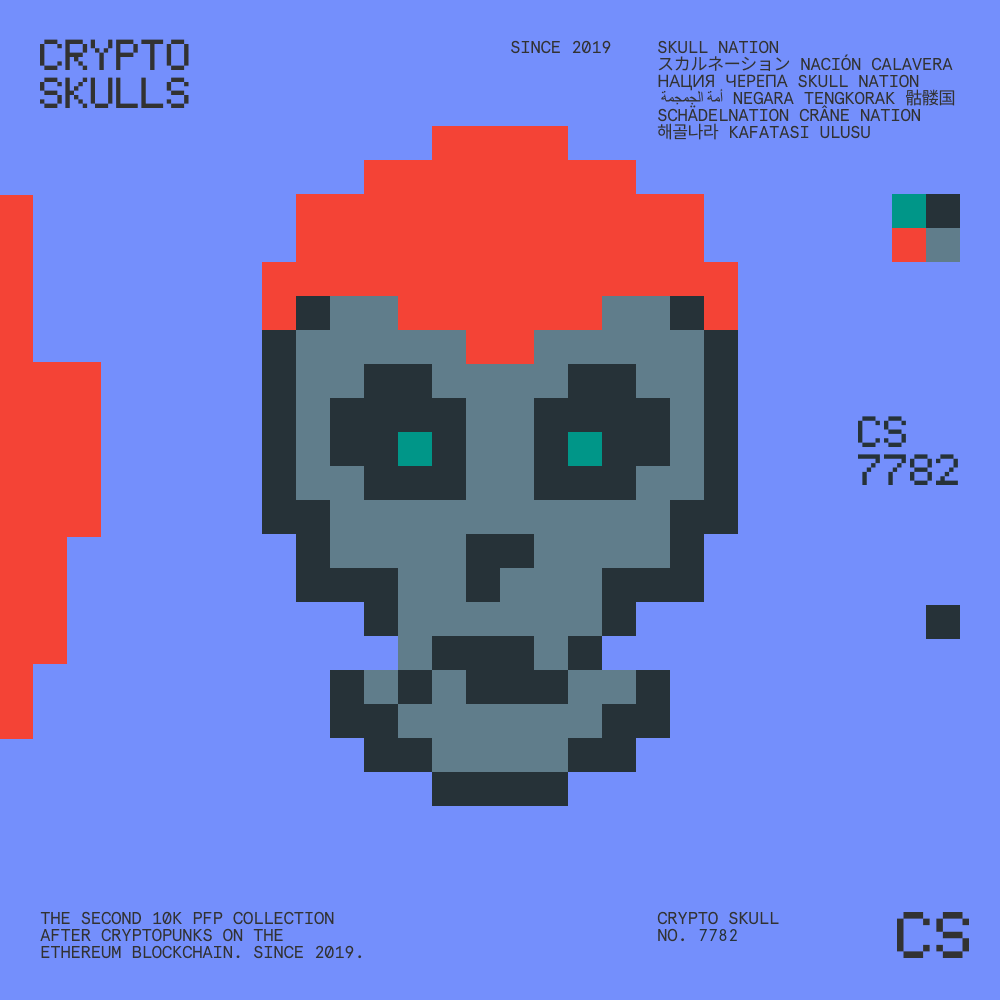 CRYPTO
SKULLS
SINCE 2019
SKULL NATION
スカルネーション NACIÓN CALAVERA
НАЦИЯ ЧЕРЕПА SKULL NATION
أمة الجمجمة NEGARA TENGKORAK 骷髅国
SCHÄDELNATION CRÂNE NATION
해골나라 KAFATASI ULUSU
CS
7782
THE SECOND 10K PFP COLLECTION
AFTER CRYPTOPUNKS ON THE
ETHEREUM BLOCKCHAIN. SINCE 2019.
CRYPTO SKULL
NO. 7782
CS